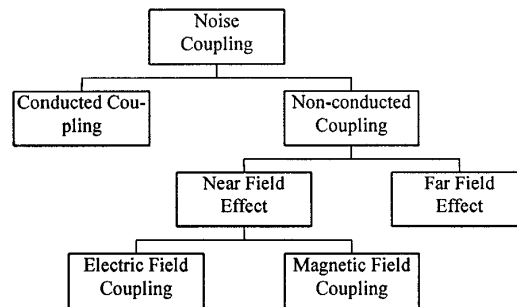 Noise
Coupling
Conducted Cou-
pling
Non-conducted
Coupling
Near Field
Effect
Far Field
Effect
Electric Field
Coupling
Magnetic Field
Coupling